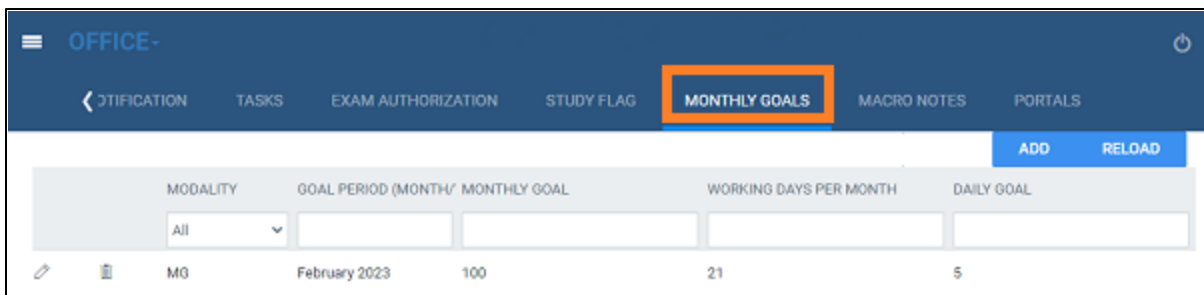 OFFICE-
OTIFICATION TASKS EXAM AUTHORIZATION STUDY FLAG MONTHLY GOALS MACRO NOTES PORTALS
ADD RELOAD
MODALITY GOAL PERIOD (MONTH/ MONTHLY GOAL WORKING DAYS PER MONTH DAILY GOAL
All
MG February 2023 100 21 5